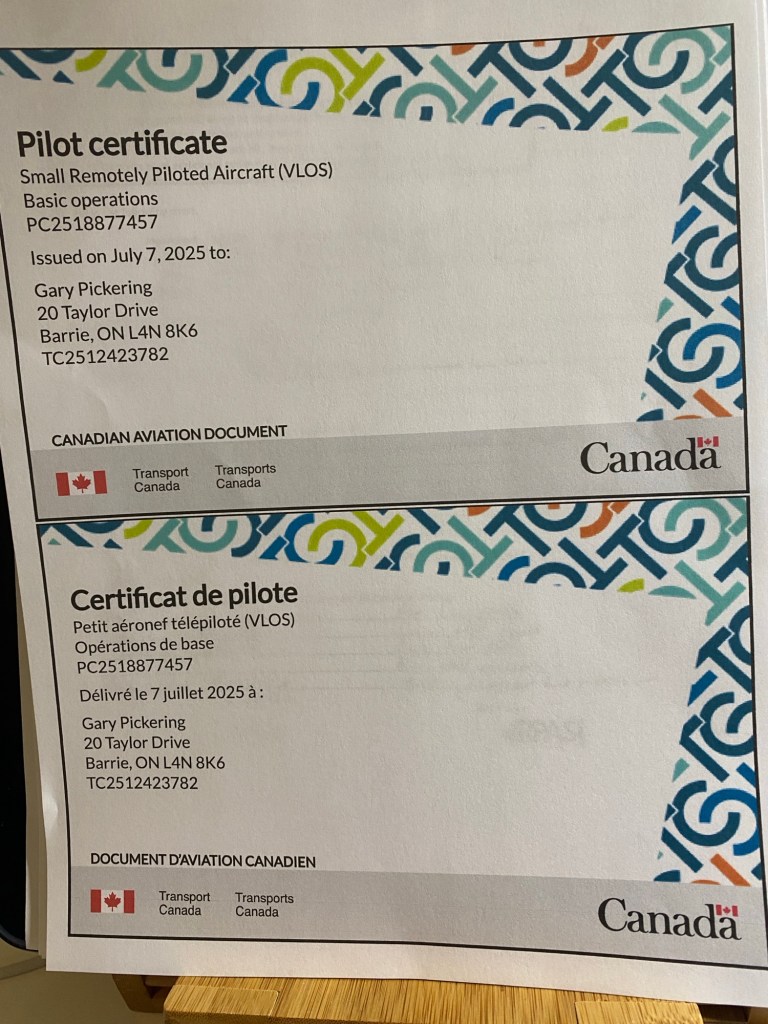 Pilot certificate
Small Remotely Piloted Aircraft (VLOS)
Basic operations
PC2518877457
Issued on July 7, 2025 to:
Gary Pickering
20 Taylor Drive
Barrie, ON L4N 8K6
TC2512423782
CANADIAN AVIATION DOCUMENT
Transport Canada
Transports Canada
Canada
Certificat de pilote
Petit aéronef télépiloté (VLOS)
Opérations de base
PC2518877457
Délivré le 7 juillet 2025 à :
Gary Pickering
20 Taylor Drive
Barrie, ON L4N 8K6
TC2512423782
DOCUMENT D'AVIATION CANADIEN
Transport Canada
Transports Canada
Canada